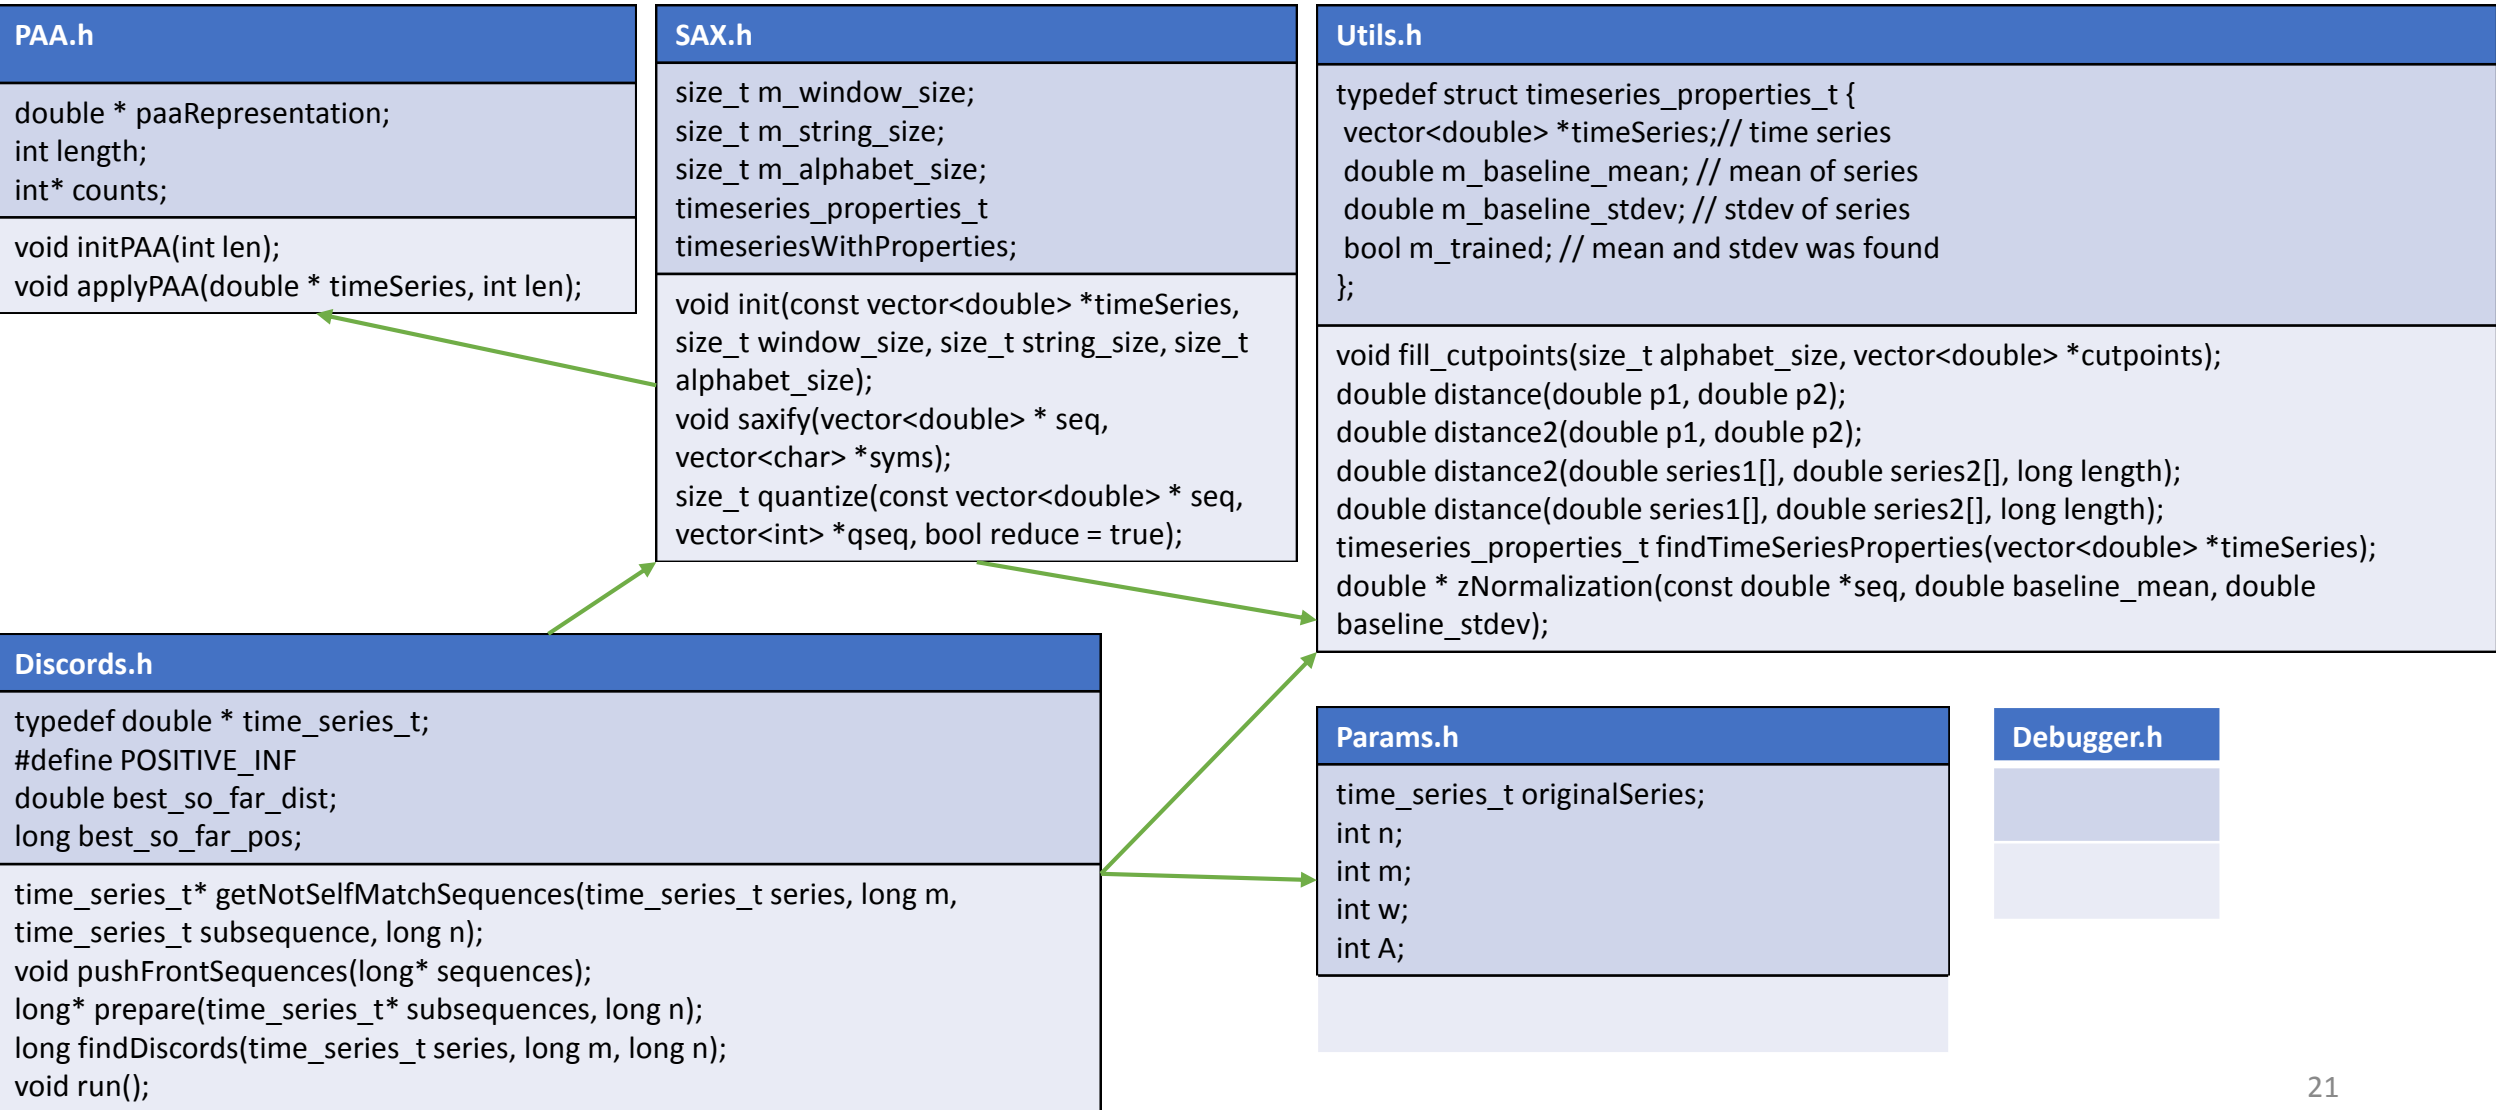 PAA.h
double * paaRepresentation;
int length;
int* counts;
void initPAA(int len);
void applyPAA(double * timeSeries, int len);
SAX.h
size_t m_window_size;
size_t m_string_size;
size_t m_alphabet_size;
timeseries_properties_t
timeseriesWithProperties;
void init(const vector<double> *timeSeries,
size_t window_size, size_t string_size, size_t
alphabet_size);
void saxify(vector<double> * seq,
vector<char> *syms);
size_t quantize(const vector<double> * seq,
vector<int> *qseq, bool reduce = true);
Utils.h
typedef struct timeseries_properties_t {
vector<double> *timeSeries;// time series
double m_baseline_mean; // mean of series
double m_baseline_stdev; // stdev of series
bool m_trained; // mean and stdev was found
};
void fill_cutpoints(size_t alphabet_size, vector<double> *cutpoints);
double distance(double p1, double p2);
double distance2(double p1, double p2);
double distance2(double series1[], double series2[], long length);
double distance(double series1[], double series2[], long length);
timeseries_properties_t findTimeSeriesProperties(vector<double> *timeSeries);
double * zNormalization(const double *seq, double baseline_mean, double
baseline_stdev);
Discords.h
typedef double * time_series_t;
#define POSITIVE_INF
double best_so_far_dist;
long best_so_far_pos;
time_series_t* getNotSelfMatchSequences(time_series_t series, long m,
time_series_t subsequence, long n);
void pushFrontSequences(long* sequences);
long* prepare(time_series_t* subsequences, long n);
long findDiscords(time_series_t series, long m, long n);
void run();
Params.h
time_series_t originalSeries;
int n;
int m;
int w;
int A;
Debugger.h
21